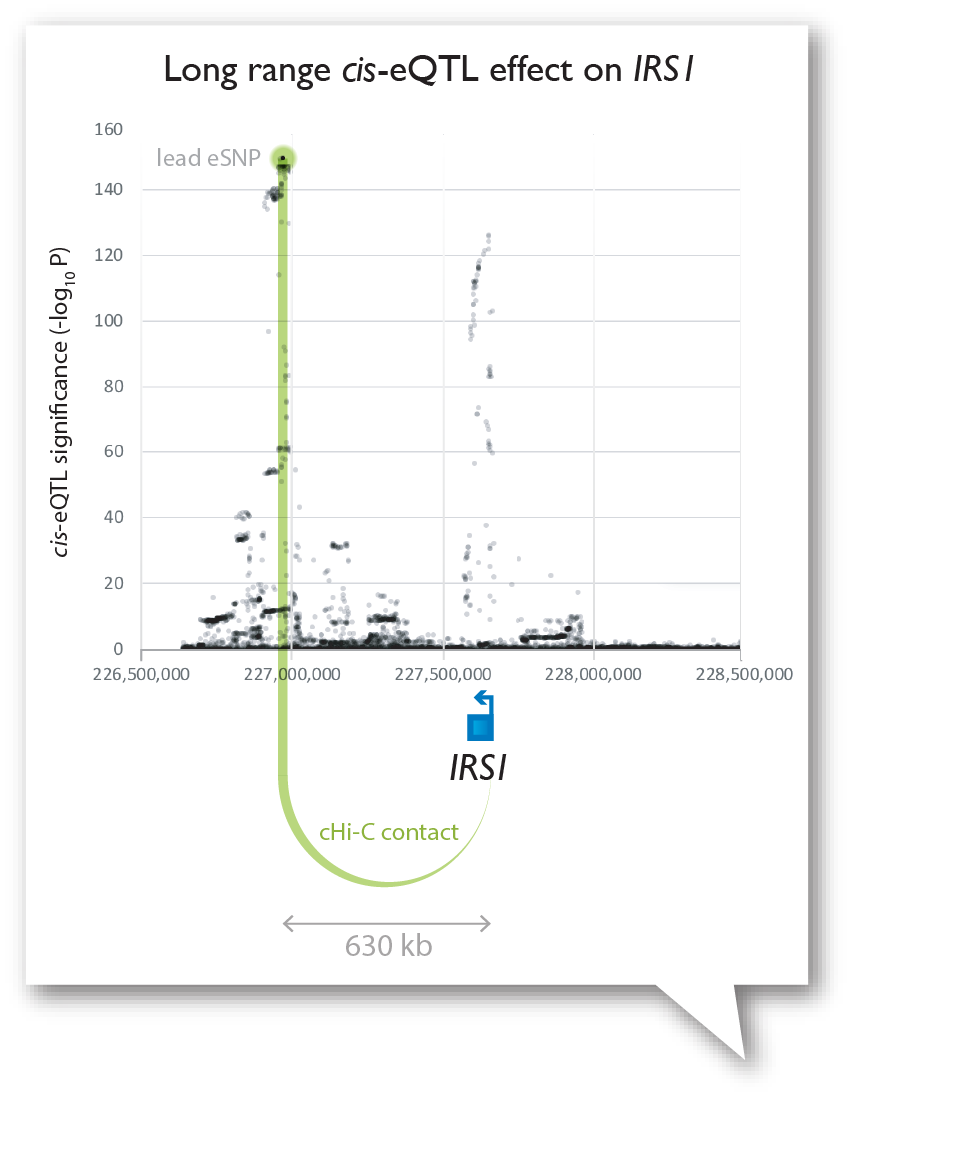 Long range cis-eQTL effect on IRS1
160
lead eSNP
140
120
100
80
60
40
20
0
cis-eQTL significance (-log10 P)
226,500,000 227,000,000 227,500,000 228,000,000 228,500,000
IRS1
cHi-C contact
630 kb